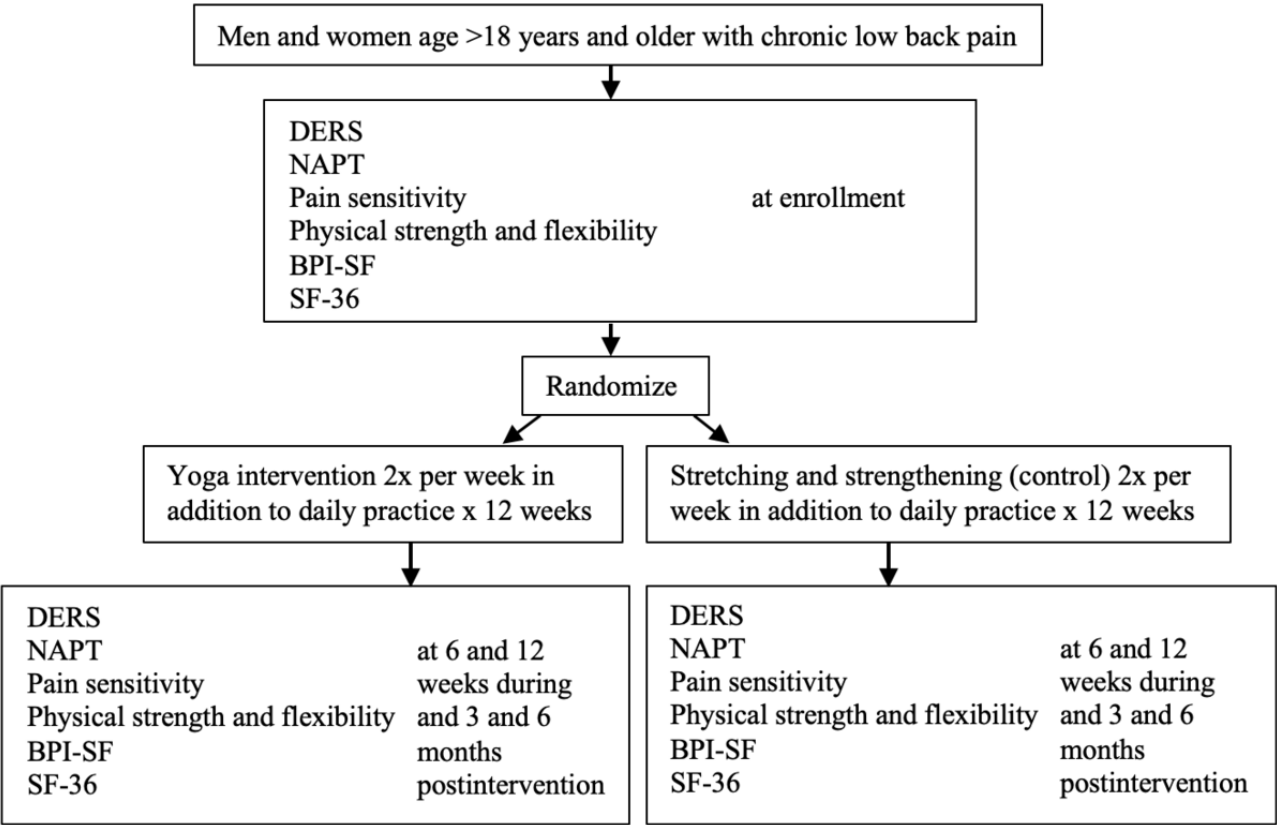 Men and women age >18 years and older with chronic low back pain
DERS
NAPT
Pain sensitivity at enrollment
Physical strength and flexibility
BPI-SF
SF-36
Randomize
Yoga intervention 2x per week in
addition to daily practice x 12 weeks
Stretching and strengthening (control) 2x per
week in addition to daily practice x 12 weeks
DERS
NAPT at 6 and 12
Pain sensitivity weeks during
Physical strength and flexibility and 3 and 6
BPI-SF months
SF-36 postintervention
DERS
NAPT at 6 and 12
Pain sensitivity weeks during
Physical strength and flexibility and 3 and 6
BPI-SF months
SF-36 postintervention